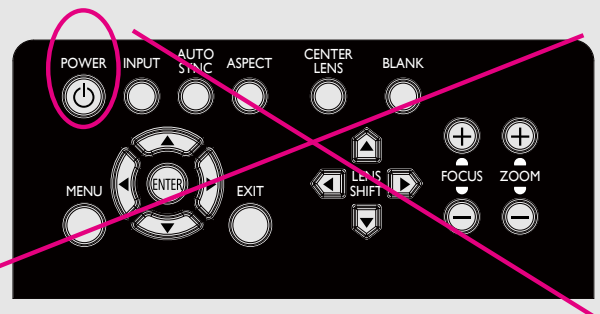 POWER
INPUT
AUTO
SYNC
ASPECT
CENTER
LENS
BLANK
MENU
ENTER
EXIT
LENS
SHIFT
FOCUS
ZOOM